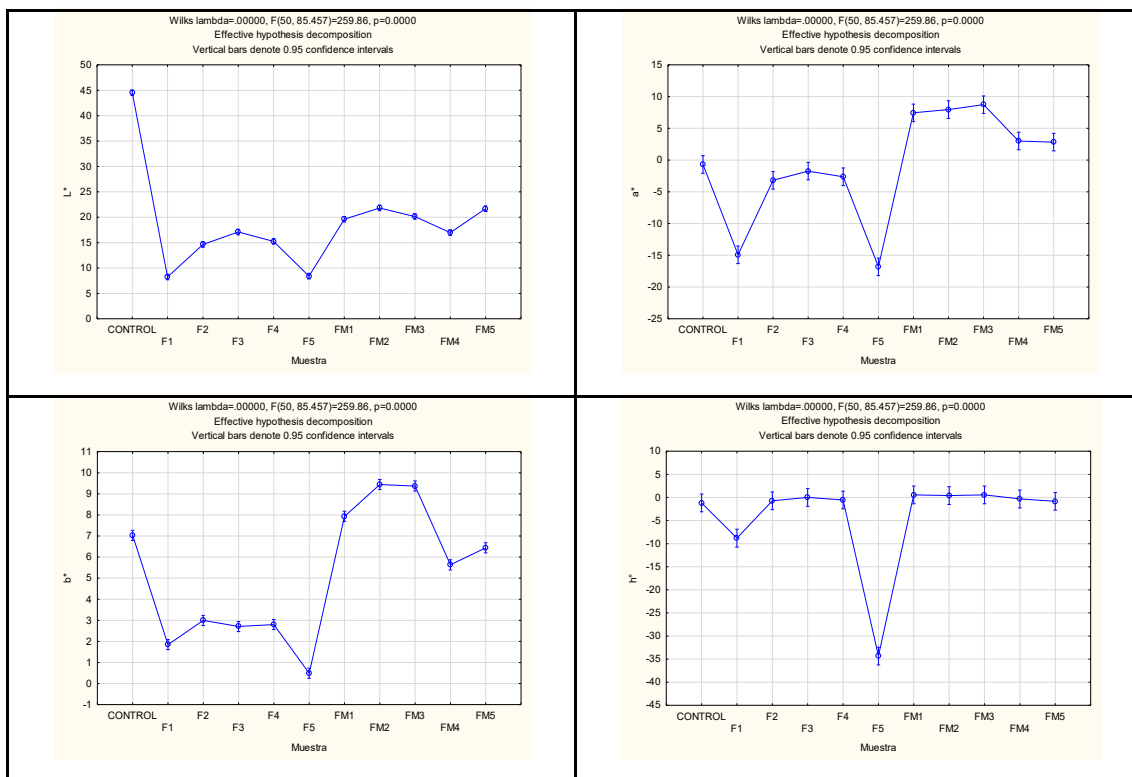 Wilks lambda=.00000, F(50, 85.457)=259.86, p=0.0000
Effective hypothesis decomposition
Vertical bars denote 0.95 confidence intervals
50
45
40
35
30
25
20
15
10
5
0
L*
CONTROL F2 F4 FM1 FM3 FM5
F1 F3 F5 FM2 FM4
Muestra
Wilks lambda=.00000, F(50, 85.457)=259.86, p=0.0000
Effective hypothesis decomposition
Vertical bars denote 0.95 confidence intervals
15
10
5
0
-5
-10
-15
-20
-25
a*
CONTROL F2 F4 FM1 FM3 FM5
F1 F3 F5 FM2 FM4
Muestra
Wilks lambda=.00000, F(50, 85.457)=259.86, p=0.0000
Effective hypothesis decomposition
Vertical bars denote 0.95 confidence intervals
11
10
9
8
7
6
5
4
3
2
1
0
-1
b*
CONTROL F2 F4 FM1 FM3 FM5
F1 F3 F5 FM2 FM4
Muestra
Wilks lambda=.00000, F(50, 85.457)=259.86, p=0.0000
Effective hypothesis decomposition
Vertical bars denote 0.95 confidence intervals
10
5
0
-5
-10
-15
-20
-25
-30
-35
-40
-45
h°
CONTROL F2 F4 FM1 FM3 FM5
F1 F3 F5 FM2 FM4
Muestra